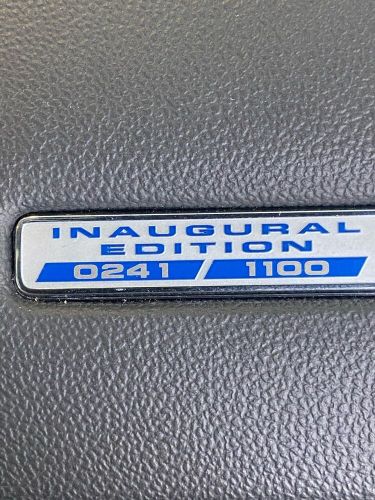 INAUGURAL
EDITION
0241 / 1100